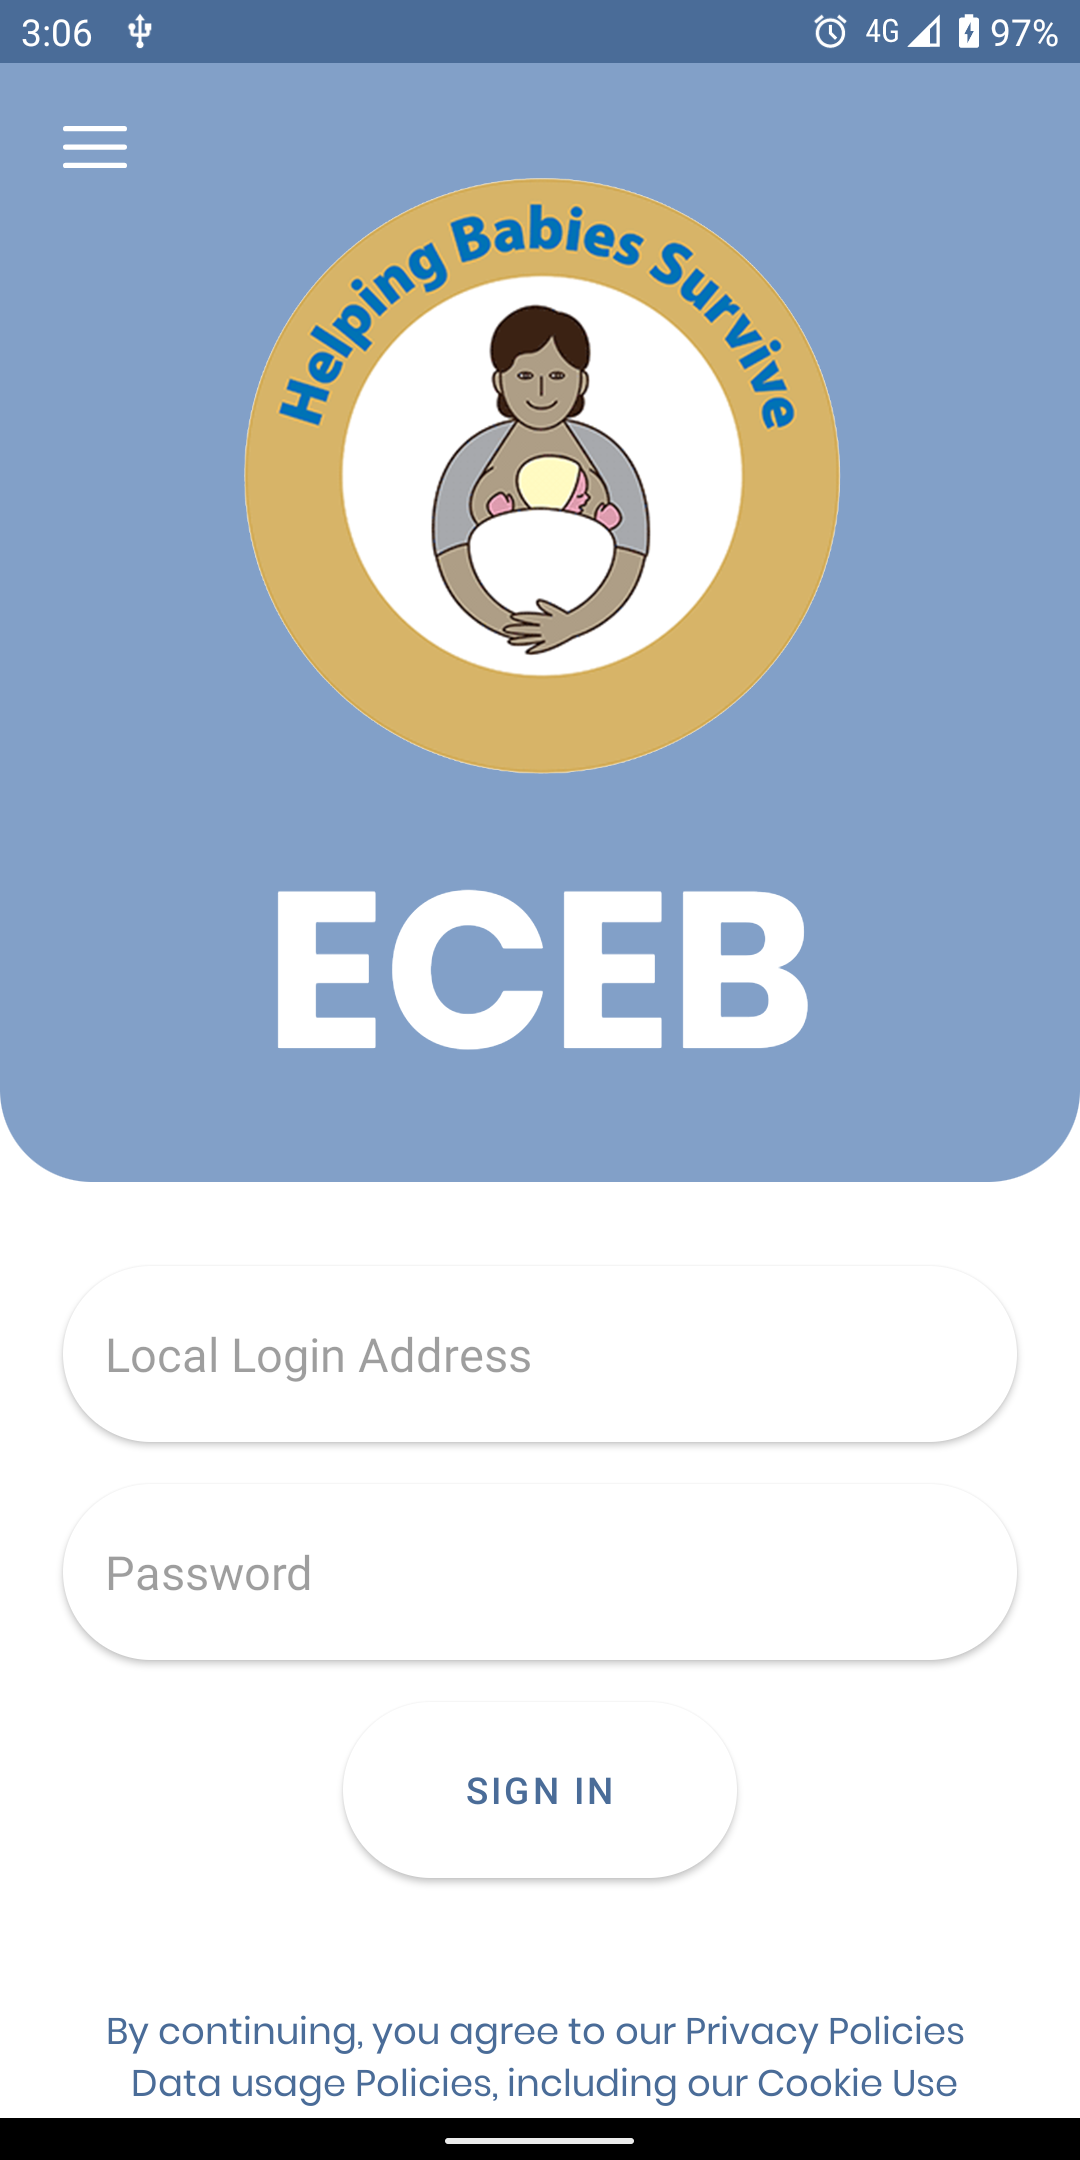 3:06 4G 97%
Helping Babies Survive
ECEB
Local Login Address
Password
SIGN IN
By continuing, you agree to our Privacy Policies
Data usage Policies, including our Cookie Use